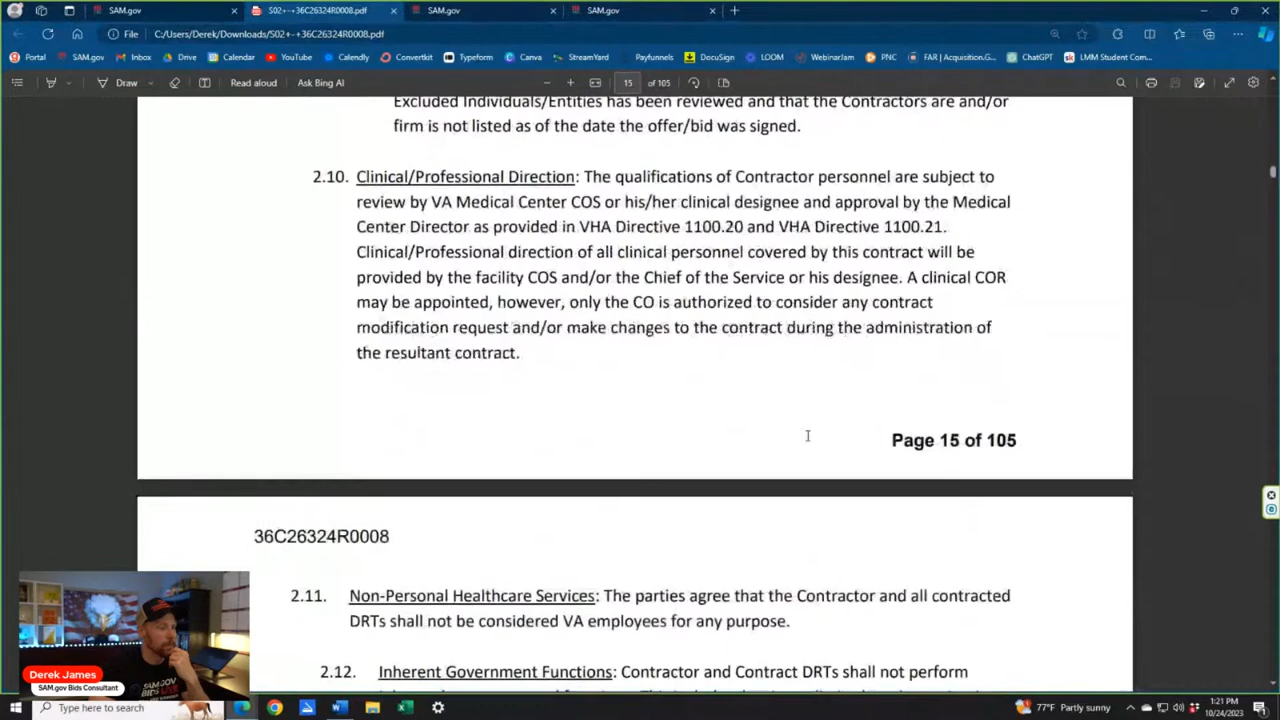 SAM.gov
S02+-+36C26324R0008.pdf
SAM.gov
SAM.gov
File
C:/Users/Derek/Downloads/S02+-+36C26324R0008.pdf
Portal
SAM.gov
Inbox
Drive
YouTube
Calendar
Calendly
Convertkit
Typeform
Canva
StreamYard
Payfunnels
DocuSign
LOOM
WebinarJam
PNC
FAR | Acquisition.G...
ChatGPT
LMM Student Com...
Draw
Read aloud
Ask Bing AI
15
of 105
Excluded Individuals/Entities has been reviewed and that the Contractors are and/or
firm is not listed as of the date the offer/bid was signed.
2.10. Clinical/Professional Direction: The qualifications of Contractor personnel are subject to
review by VA Medical Center COS or his/her clinical designee and approval by the Medical
Center Director as provided in VHA Directive 1100.20 and VHA Directive 1100.21.
Clinical/Professional direction of all clinical personnel covered by this contract will be
provided by the facility COS and/or the Chief of the Service or his designee. A clinical COR
may be appointed, however, only the CO is authorized to consider any contract
modification request and/or make changes to the contract during the administration of
the resultant contract.
Page 15 of 105
36C26324R0008
2.11. Non-Personal Healthcare Services: The parties agree that the Contractor and all contracted
DRTs shall not be considered VA employees for any purpose.
2.12. Inherent Government Functions: Contractor and Contract DRTs shall not perform
Derek James
SAM.gov Bids Consultant
SAM.GOV
BIDS
Type here to search
77°F Partly sunny
1:21 PM
10/24/2023